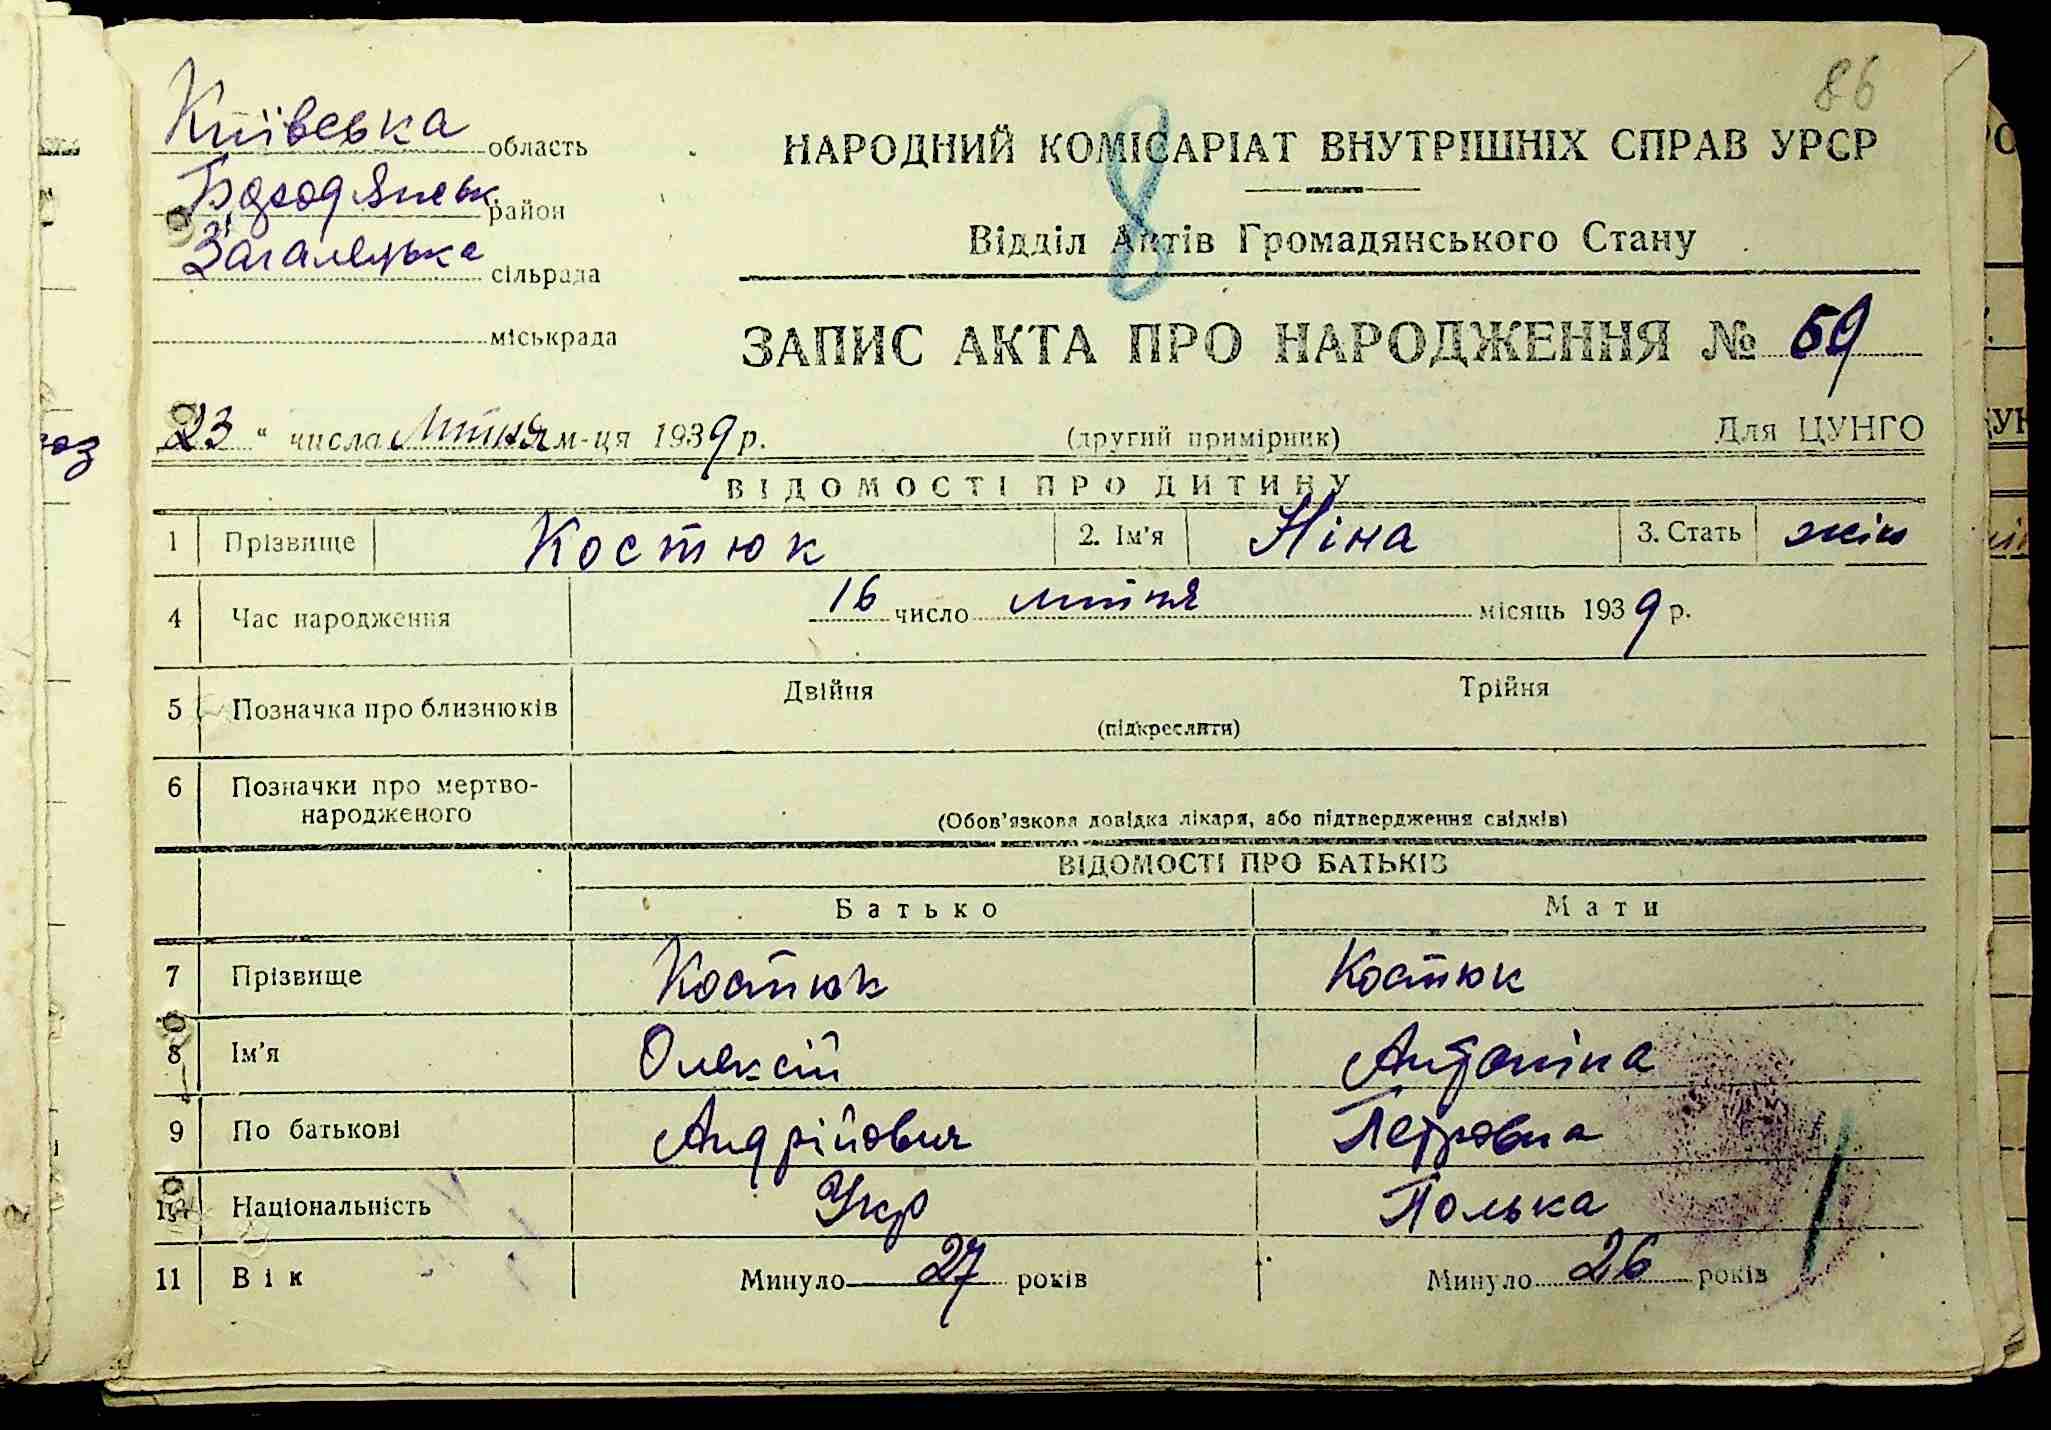 86
Київська область
Бородянськ район
Загалецька сільрада
міськрада
НАРОДНИЙ КОМІСАРІАТ ВНУТРІШНІХ СПРАВ УРСР
8
Відділ Актів Громадянського Стану
ЗАПИС АКТА ПРО НАРОДЖЕННЯ № 59
23 " числа липня м-ця 1939 р. (другий примірник) Для ЦУНГО
ВІДОМОСТІ ПРО ДИТИНУ
1 Прізвище Костюк 2. Ім'я Ніна 3. Стать жін
4 Час народження 16 число липня місяць 1939 р.
5 Позначка про близнюків Двійня Трійня
(підкреслити)
6 Позначки про мертво-
народженого
(Обов'язкова довідка лікаря, або підтвердження свідків)
ВІДОМОСТІ ПРО БАТЬКІВ
Батько Мати
7 Прізвище Костюк Костюк
8 Ім'я Олексій Антоніна
9 По батькові Андрійович Петровна
Національність Укр Полька
11 Вік Минуло 27 років Минуло 26 років